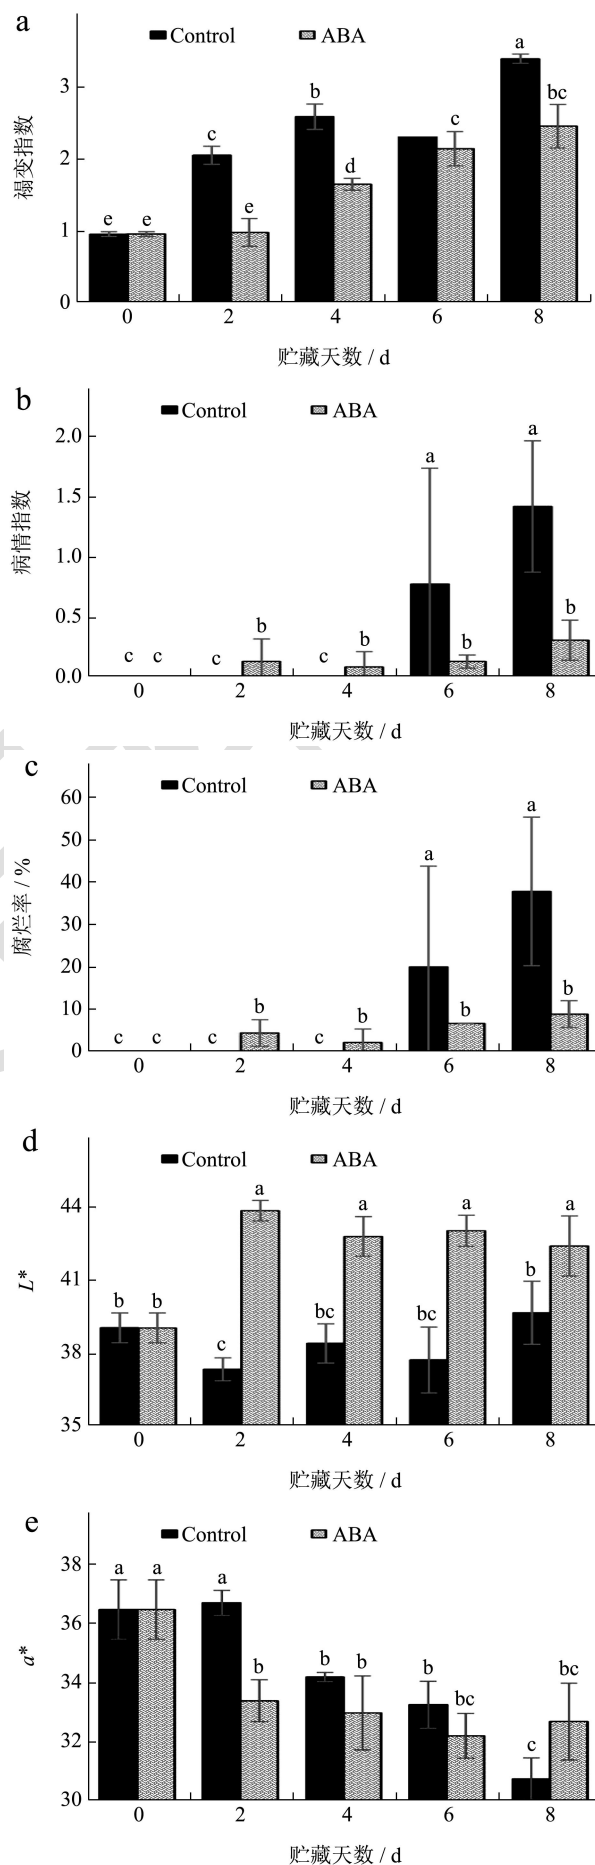 a
Control ABA
褐变指数
3
2
1
0
e e c e b d c a bc
0 2 4 6 8
贮藏天数 / d
b
Control ABA
病情指数
2.0
1.5
1.0
0.5
0.0
c c c b c b a b a b
0 2 4 6 8
贮藏天数 / d
c
Control ABA
腐烂率 / %
60
50
40
30
20
10
0
c c c b c b a b a b
0 2 4 6 8
贮藏天数 / d
d
Control ABA
L*
44
41
38
35
b b c a bc a bc a b a
0 2 4 6 8
贮藏天数 / d
e
Control ABA
a*
38
36
34
32
30
a a a b b b b bc c bc
0 2 4 6 8
贮藏天数 / d